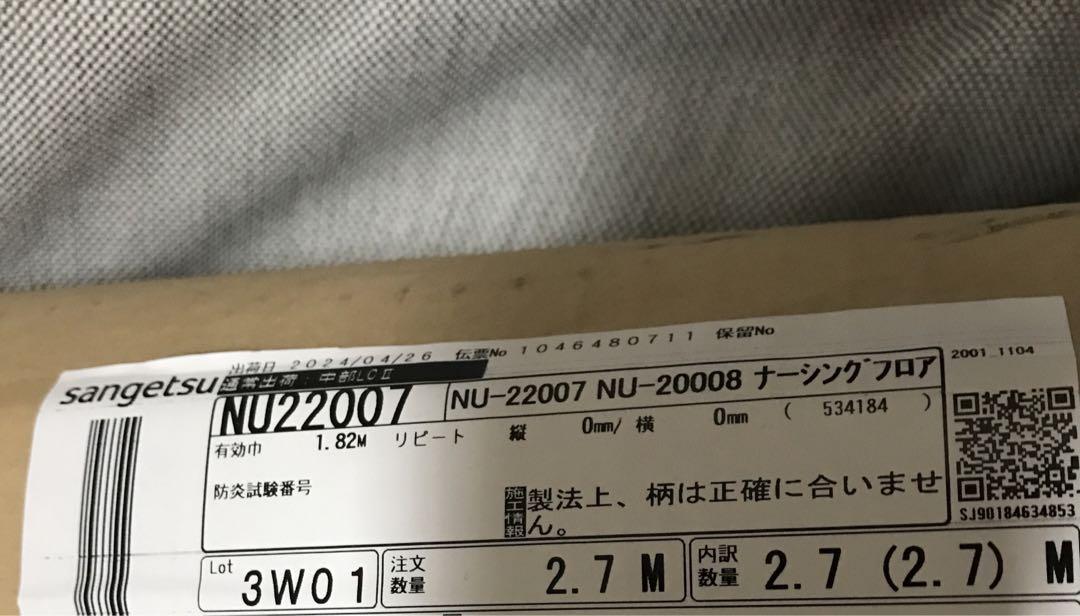 出荷日 2024/04/26 伝票No 1046480711 保留No
sangetsu 通常出荷：中部LCⅡ
2001_1104
NU22007 NU-22007 NU-20008 ナーシングフロア
有効巾 1.82M リピート 縦 0mm/ 横 0mm ( 534184 )
防炎試験番号
施工情報 製法上、柄は正確に合いませ
ん。
SJ90184634853
Lot 3W01 注文数量 2.7 M 内訳数量 2.7 (2.7) M